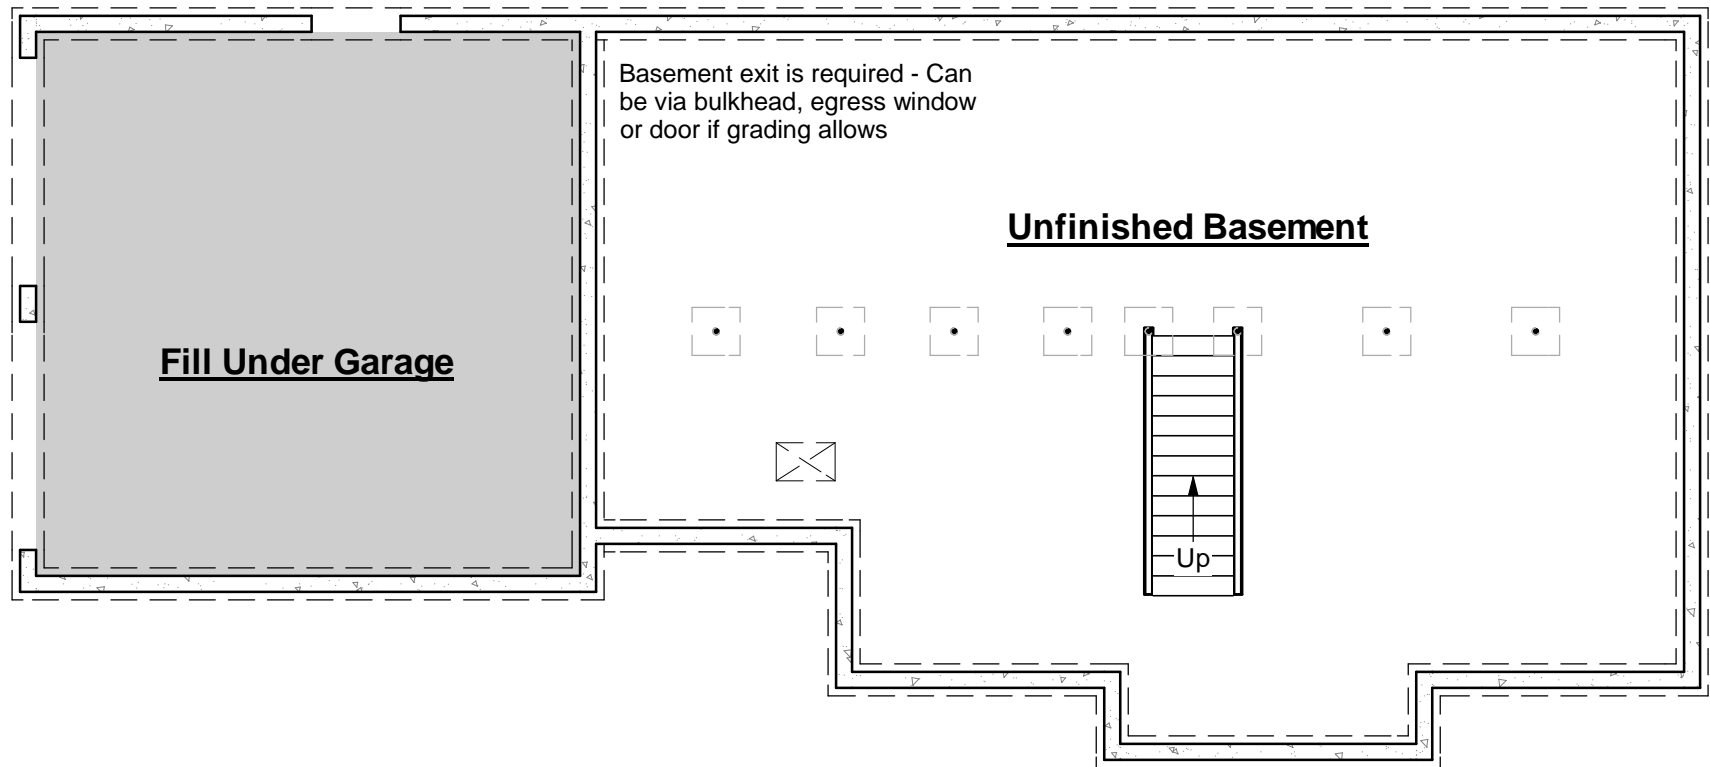 Basement exit is required - Can
be via bulkhead, egress window
or door if grading allows
Unfinished Basement
Fill Under Garage
Up